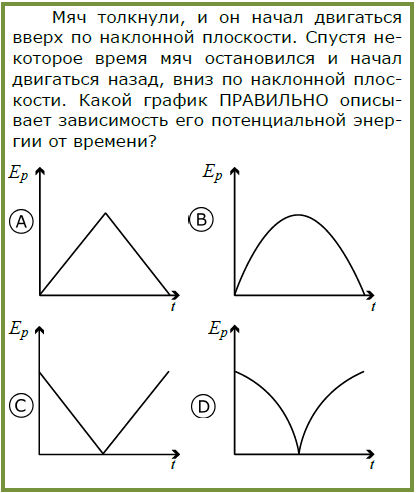 Мяч толкнули, и он начал двигаться
вверх по наклонной плоскости. Спустя не-
которое время мяч остановился и начал
двигаться назад, вниз по наклонной плос-
кости. Какой график ПРАВИЛЬНО описы-
вает зависимость его потенциальной энер-
гии от времени?
Ep
A
t
Ep
B
t
Ep
C
t
Ep
D
t